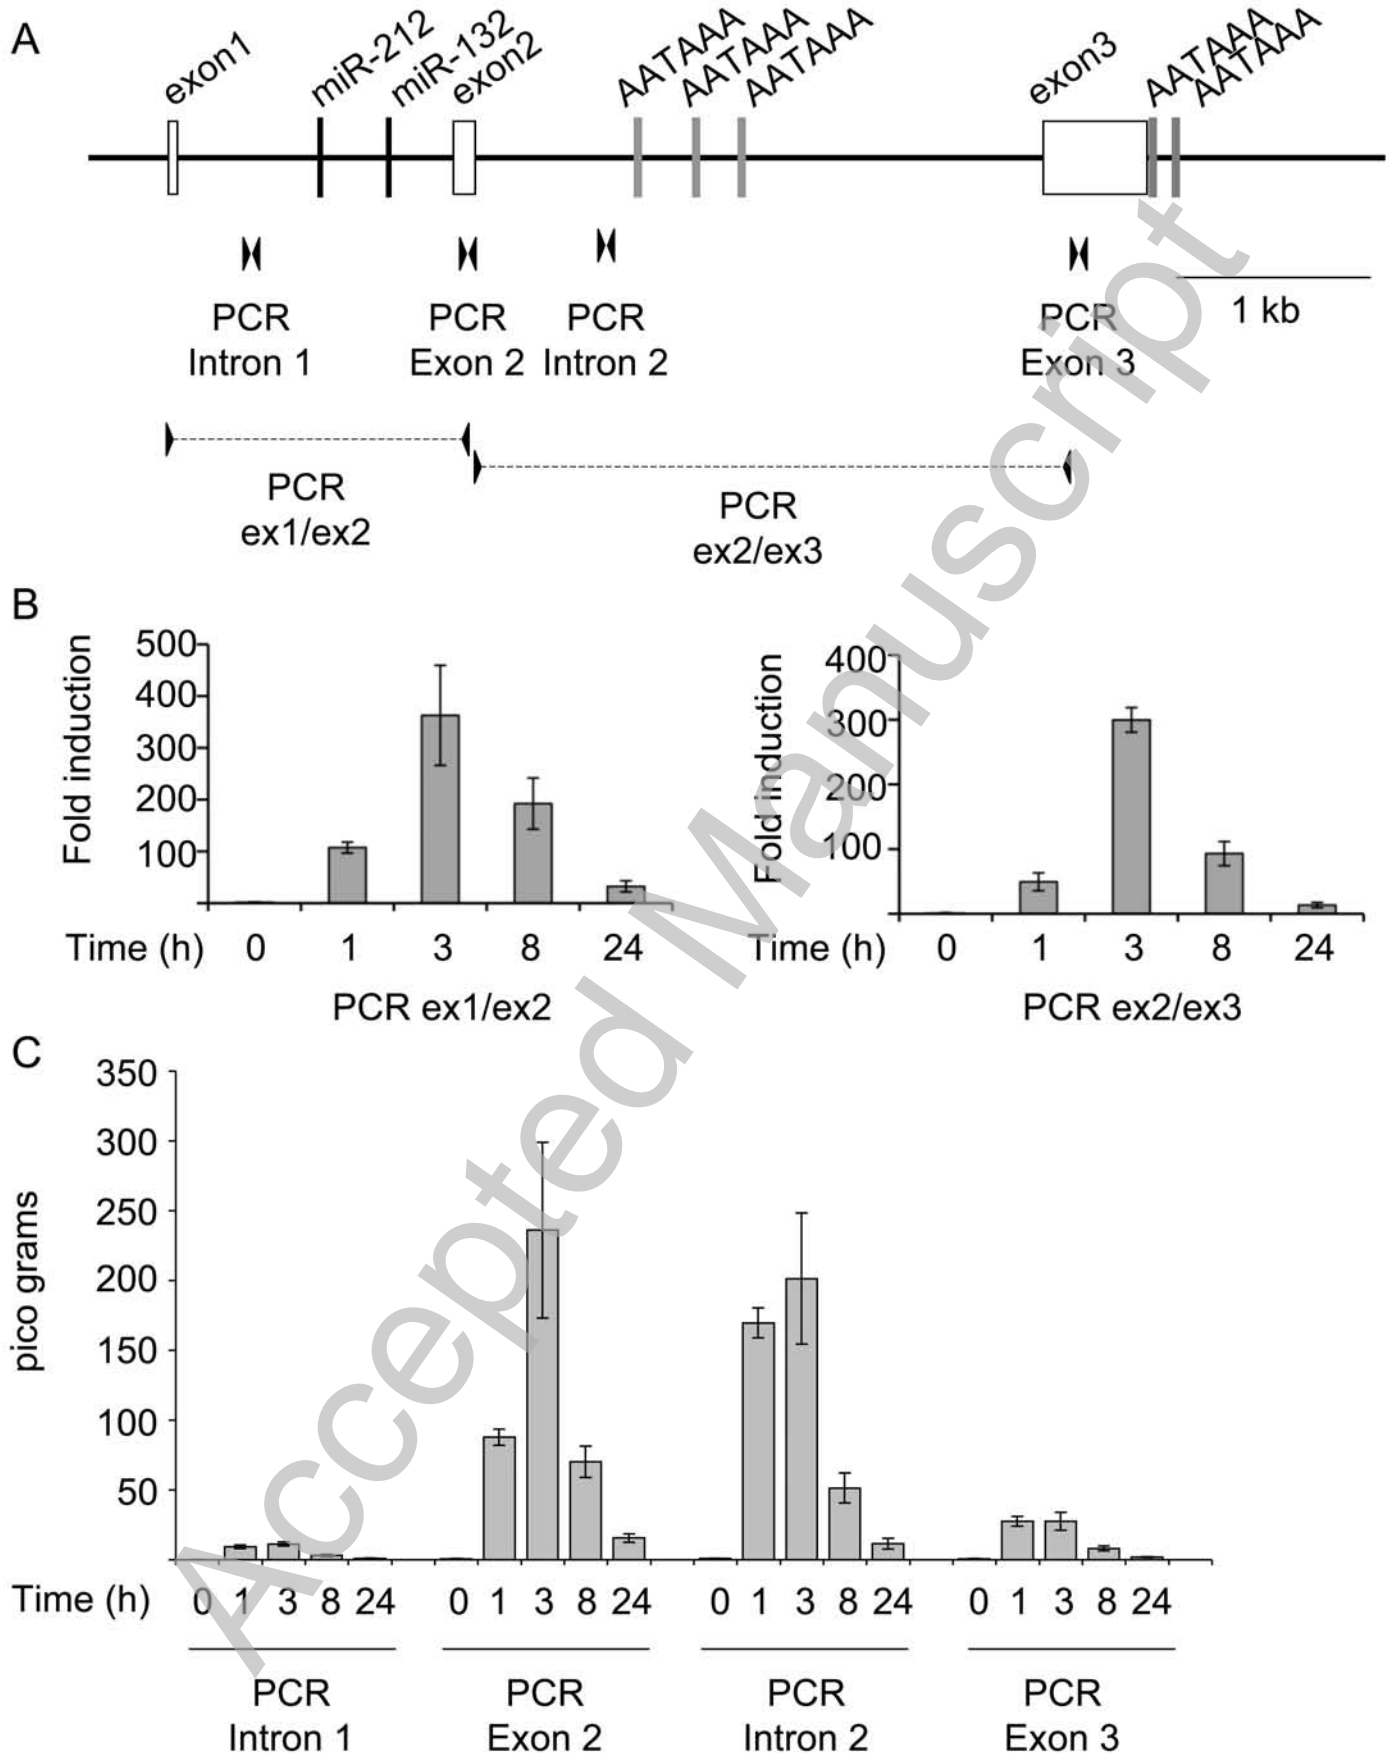 A
exon1 miR-212 miR-132 exon2 AATAAA AATAAA AATAAA exon3 AATAAA AATAAA
PCR PCR PCR PCR 1 kb
Intron 1 Exon 2 Intron 2 Exon 3
PCR
ex1/ex2
PCR
ex2/ex3
B
Fold induction
500
400
300
200
100
Time (h) 0 1 3 8 24
PCR ex1/ex2
Fold induction
400
300
200
100
Time (h) 0 1 3 8 24
PCR ex2/ex3
C
pico grams
350
300
250
200
150
100
50
Time (h) 0 1 3 8 24 0 1 3 8 24 0 1 3 8 24 0 1 3 8 24
PCR PCR PCR PCR
Intron 1 Exon 2 Intron 2 Exon 3
Accepted Manuscript